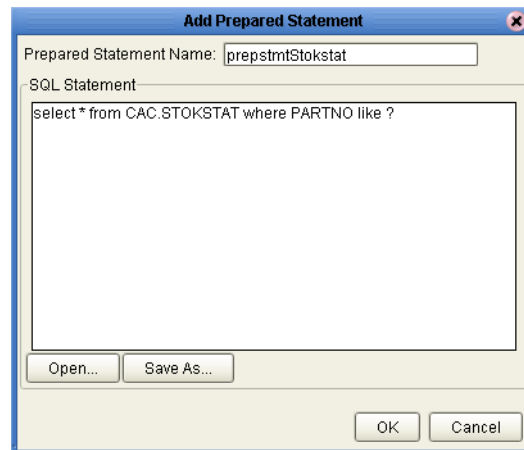 Add Prepared Statement
Prepared Statement Name: prepstmtStokstat
SQL Statement
select * from CAC.STOKSTAT where PARTNO like ?
Open... Save As...
OK Cancel